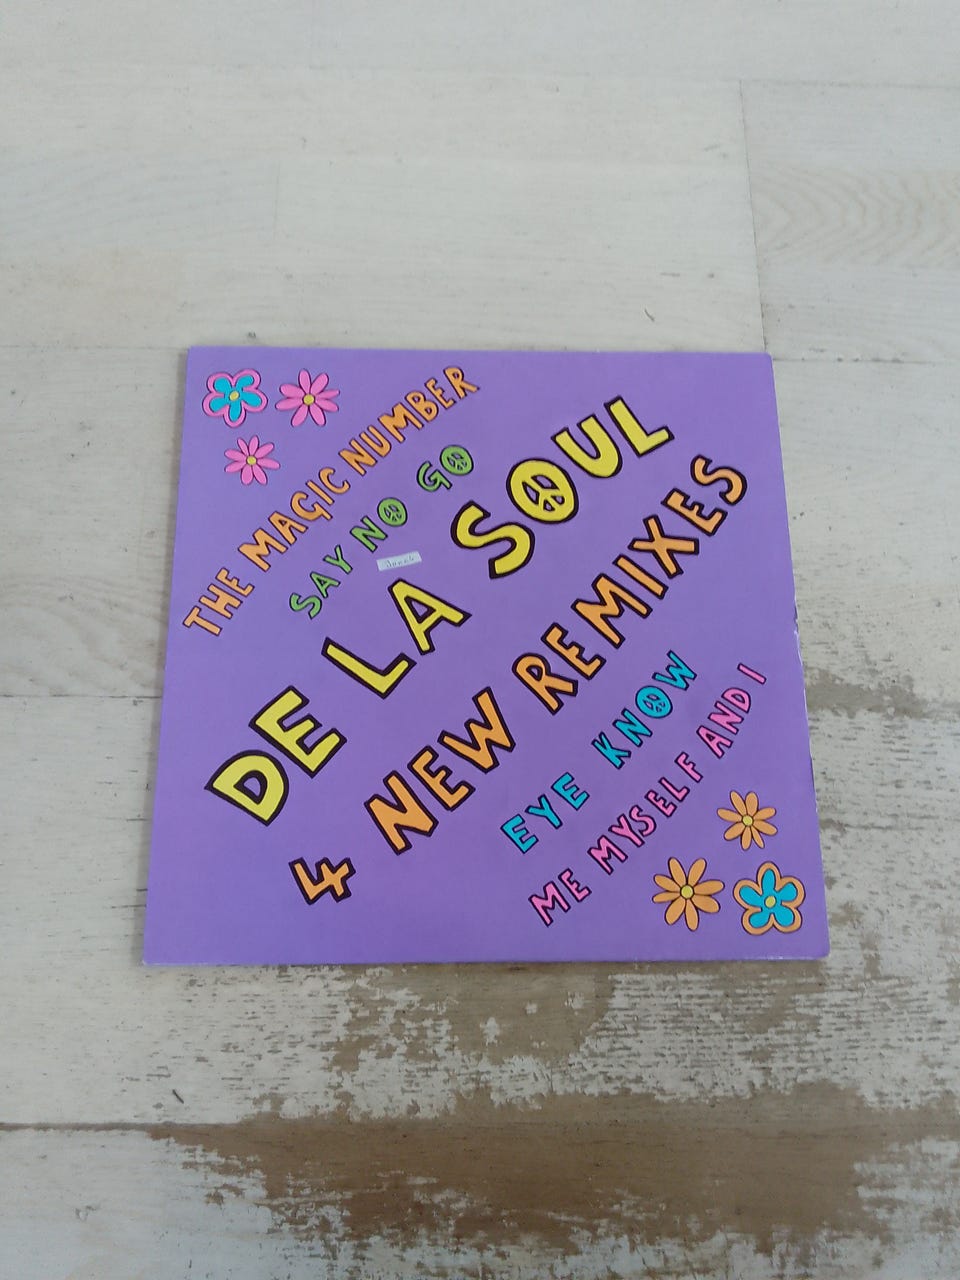 THE MAGIC NUMBER
SAY NO GO
DE LA SOUL
4 NEW REMIXES
EYE KNOW
ME MYSELF AND I